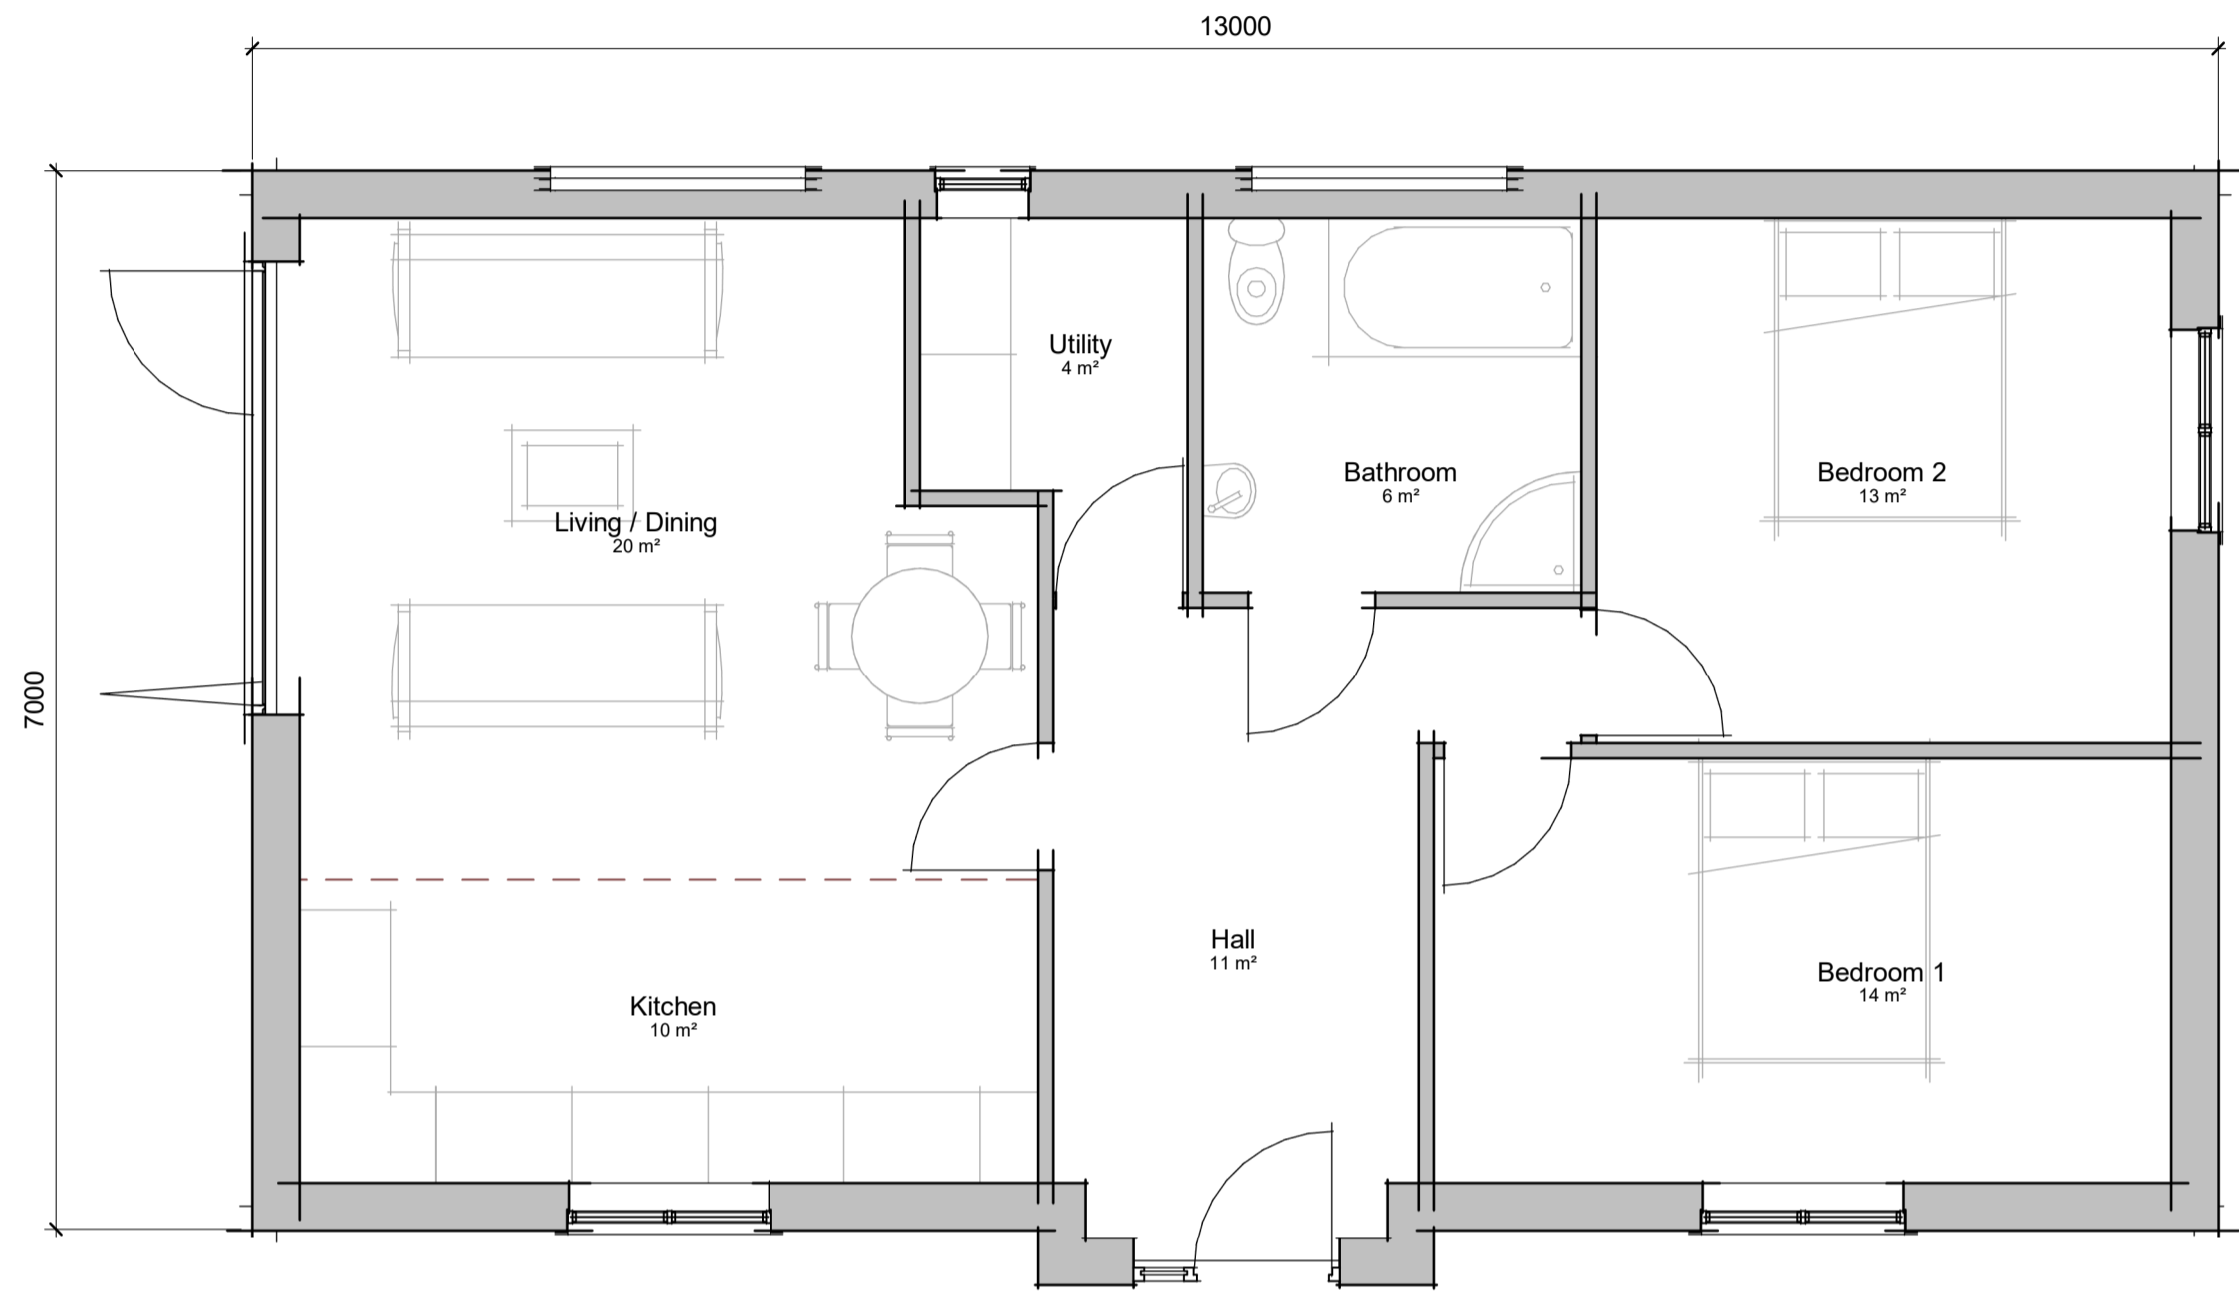 13000
7000
Utility
4 m²
Bathroom
6 m²
Bedroom 2
13 m²
Living / Dining
20 m²
Hall
11 m²
Bedroom 1
14 m²
Kitchen
10 m²